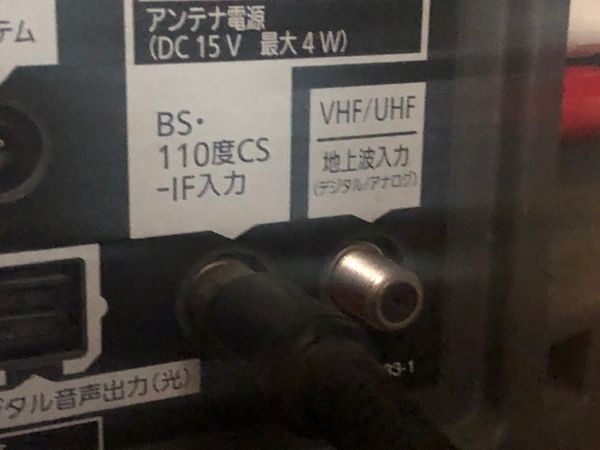 アンテナ電源
(DC 15 V 最大 4 W)
テム
BS・
110度CS
-IF入力
VHF/UHF
地上波入力
(デジタル/アナログ)
タル音声出力(光)